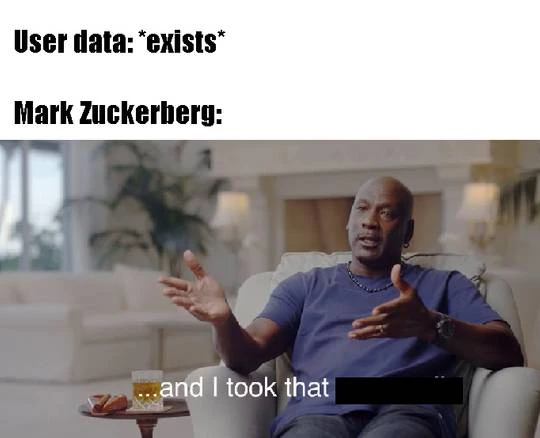 User data: *exists*
Mark Zuckerberg:
...and I took that